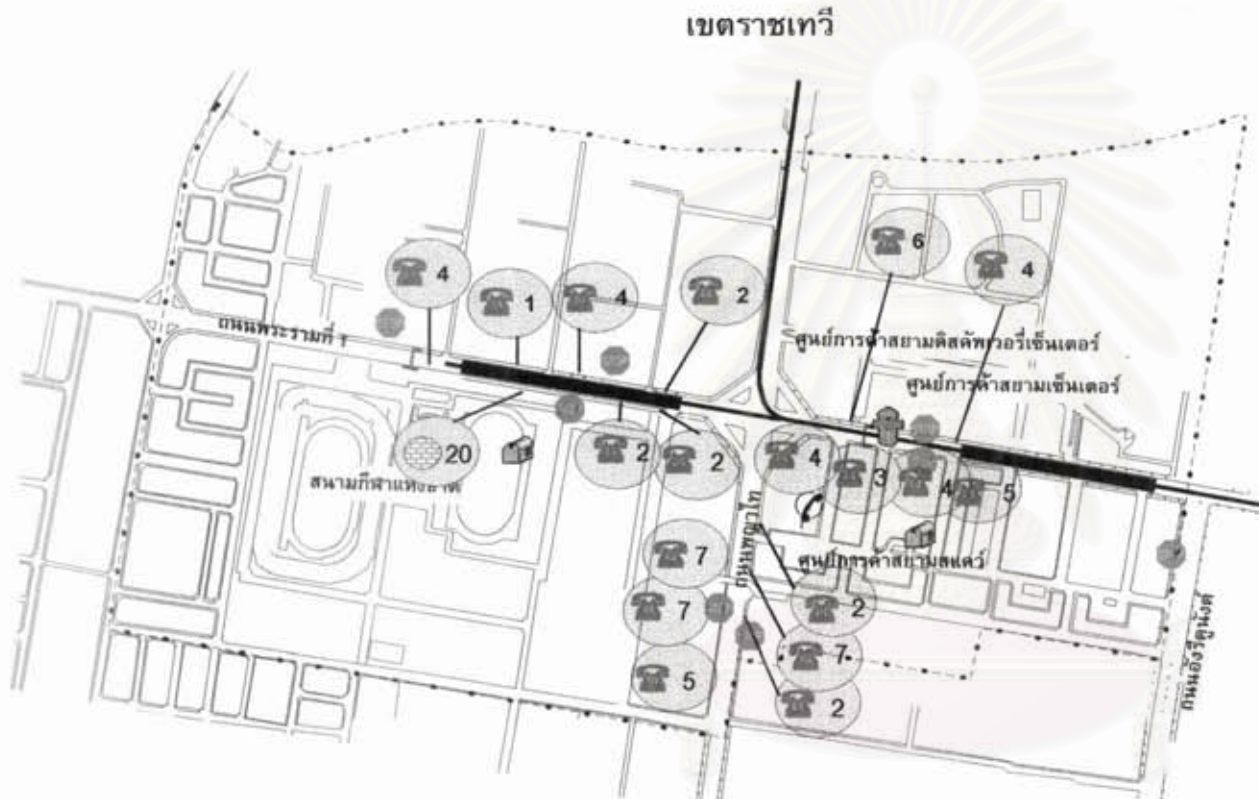 เขตราชเทวี
6
4
4
1
4
2
ถนนพระรามที่ 1
ศูนย์การค้าสยามดิสคัฟเวอรี่เซ็นเตอร์
ศูนย์การค้าสยามเซ็นเตอร์
20
2
2
4
3
4
5
สนามกีฬาแห่งชาติ
ถนนพญาไท
7
ศูนย์การค้าสยามสแควร์
7
2
7
5
2
ถนนอังรีดูนังต์